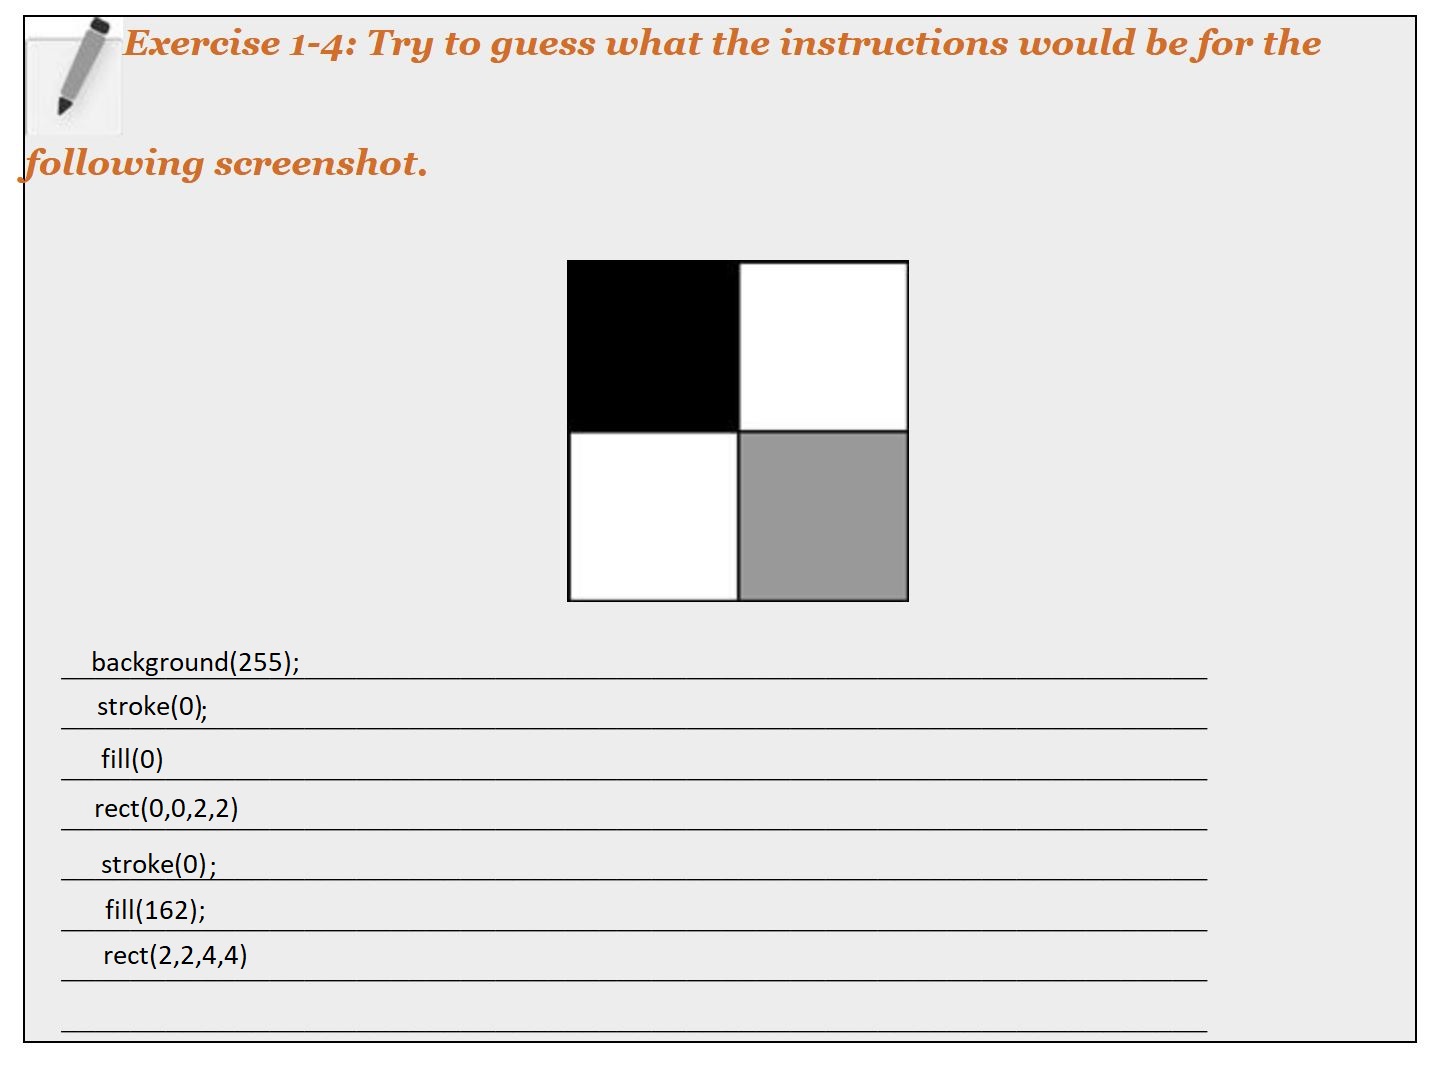 Exercise 1-4: Try to guess what the instructions would be for the
following screenshot.
background(255);
stroke(0);
fill(0)
rect(0,0,2,2)
stroke(0);
fill(162);
rect(2,2,4,4)